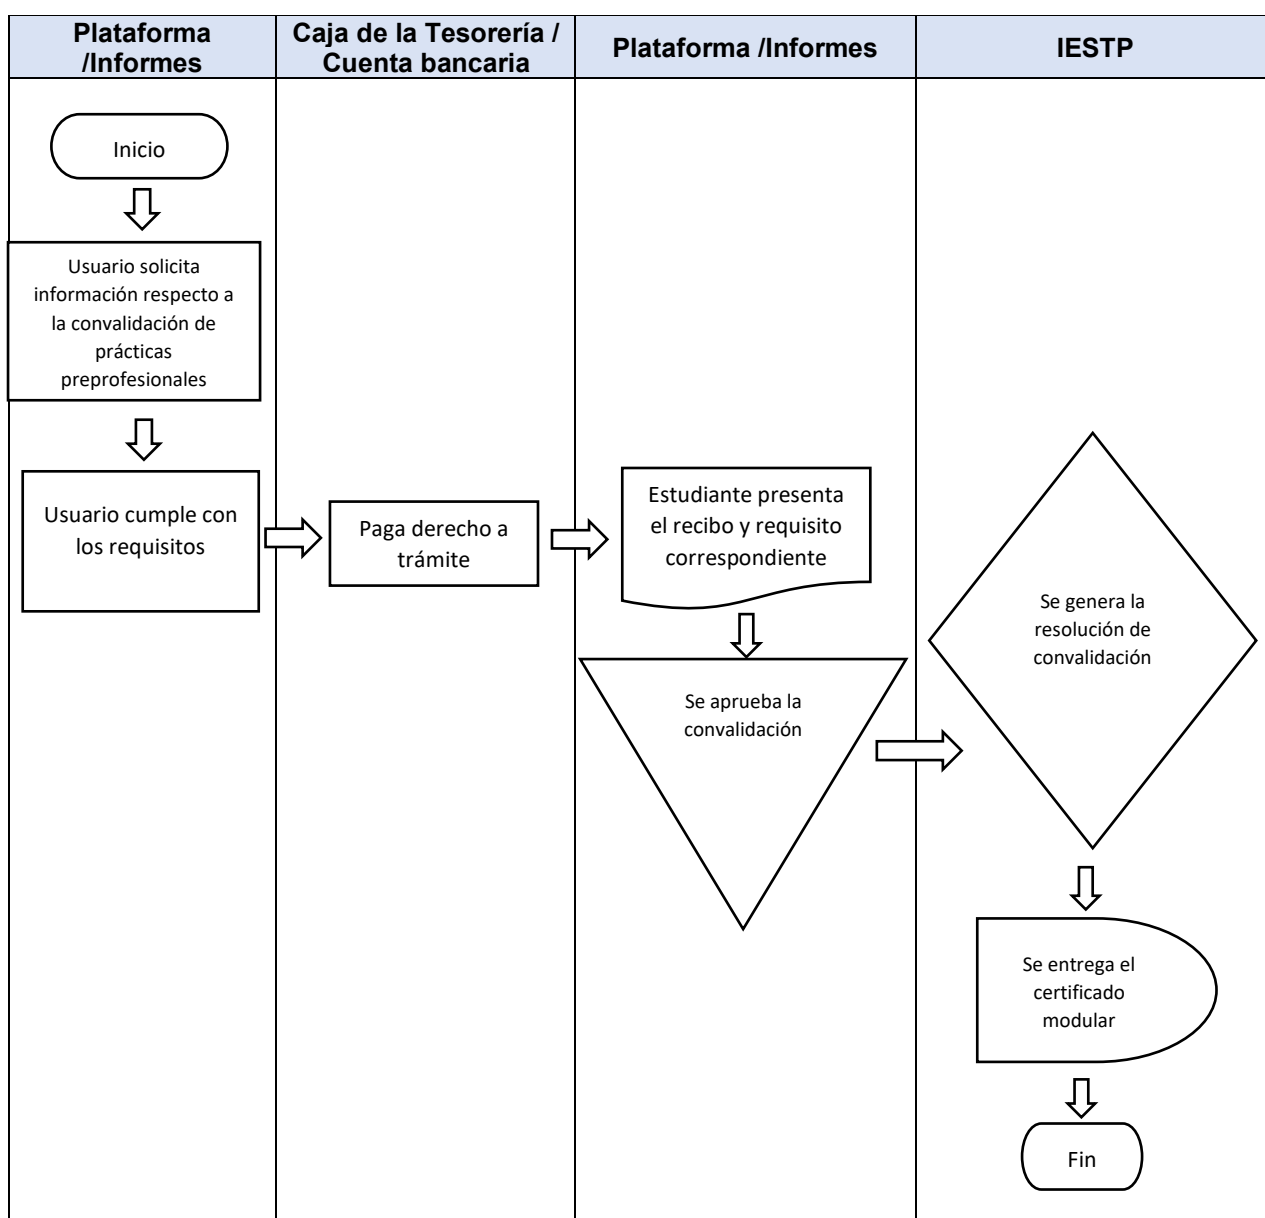 Plataforma
/Informes
Caja de la Tesorería /
Cuenta bancaria
Plataforma /Informes
IESTP
Inicio
Usuario solicita
información respecto a
la convalidación de
prácticas
preprofesionales
Usuario cumple con
los requisitos
Paga derecho a
trámite
Estudiante presenta
el recibo y requisito
correspondiente
Se aprueba la
convalidación
Se genera la
resolución de
convalidación
Se entrega el
certificado
modular
Fin